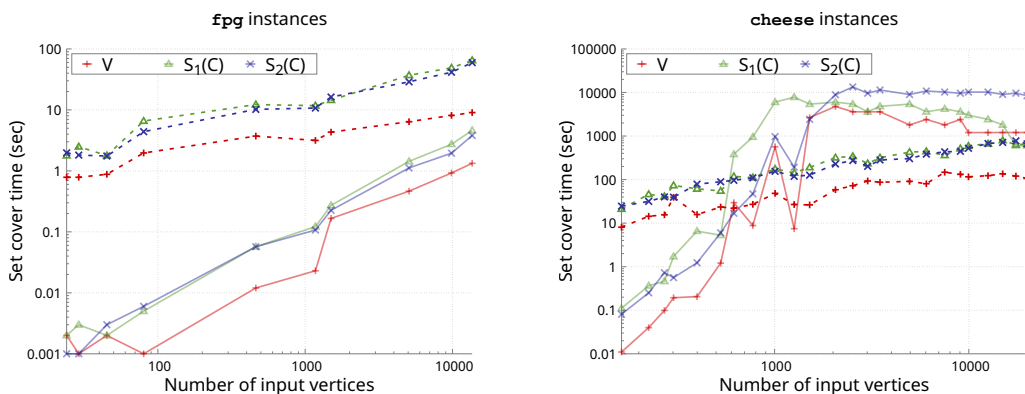 fpg instances
100
10
1
0.1
0.01
0.001
V S₁(C) S₂(C)
Set cover time (sec)
100 1000 10000
Number of input vertices
cheese instances
100000
10000
1000
100
10
1
0.1
0.01
V S₁(C) S₂(C)
Set cover time (sec)
1000 10000
Number of input vertices